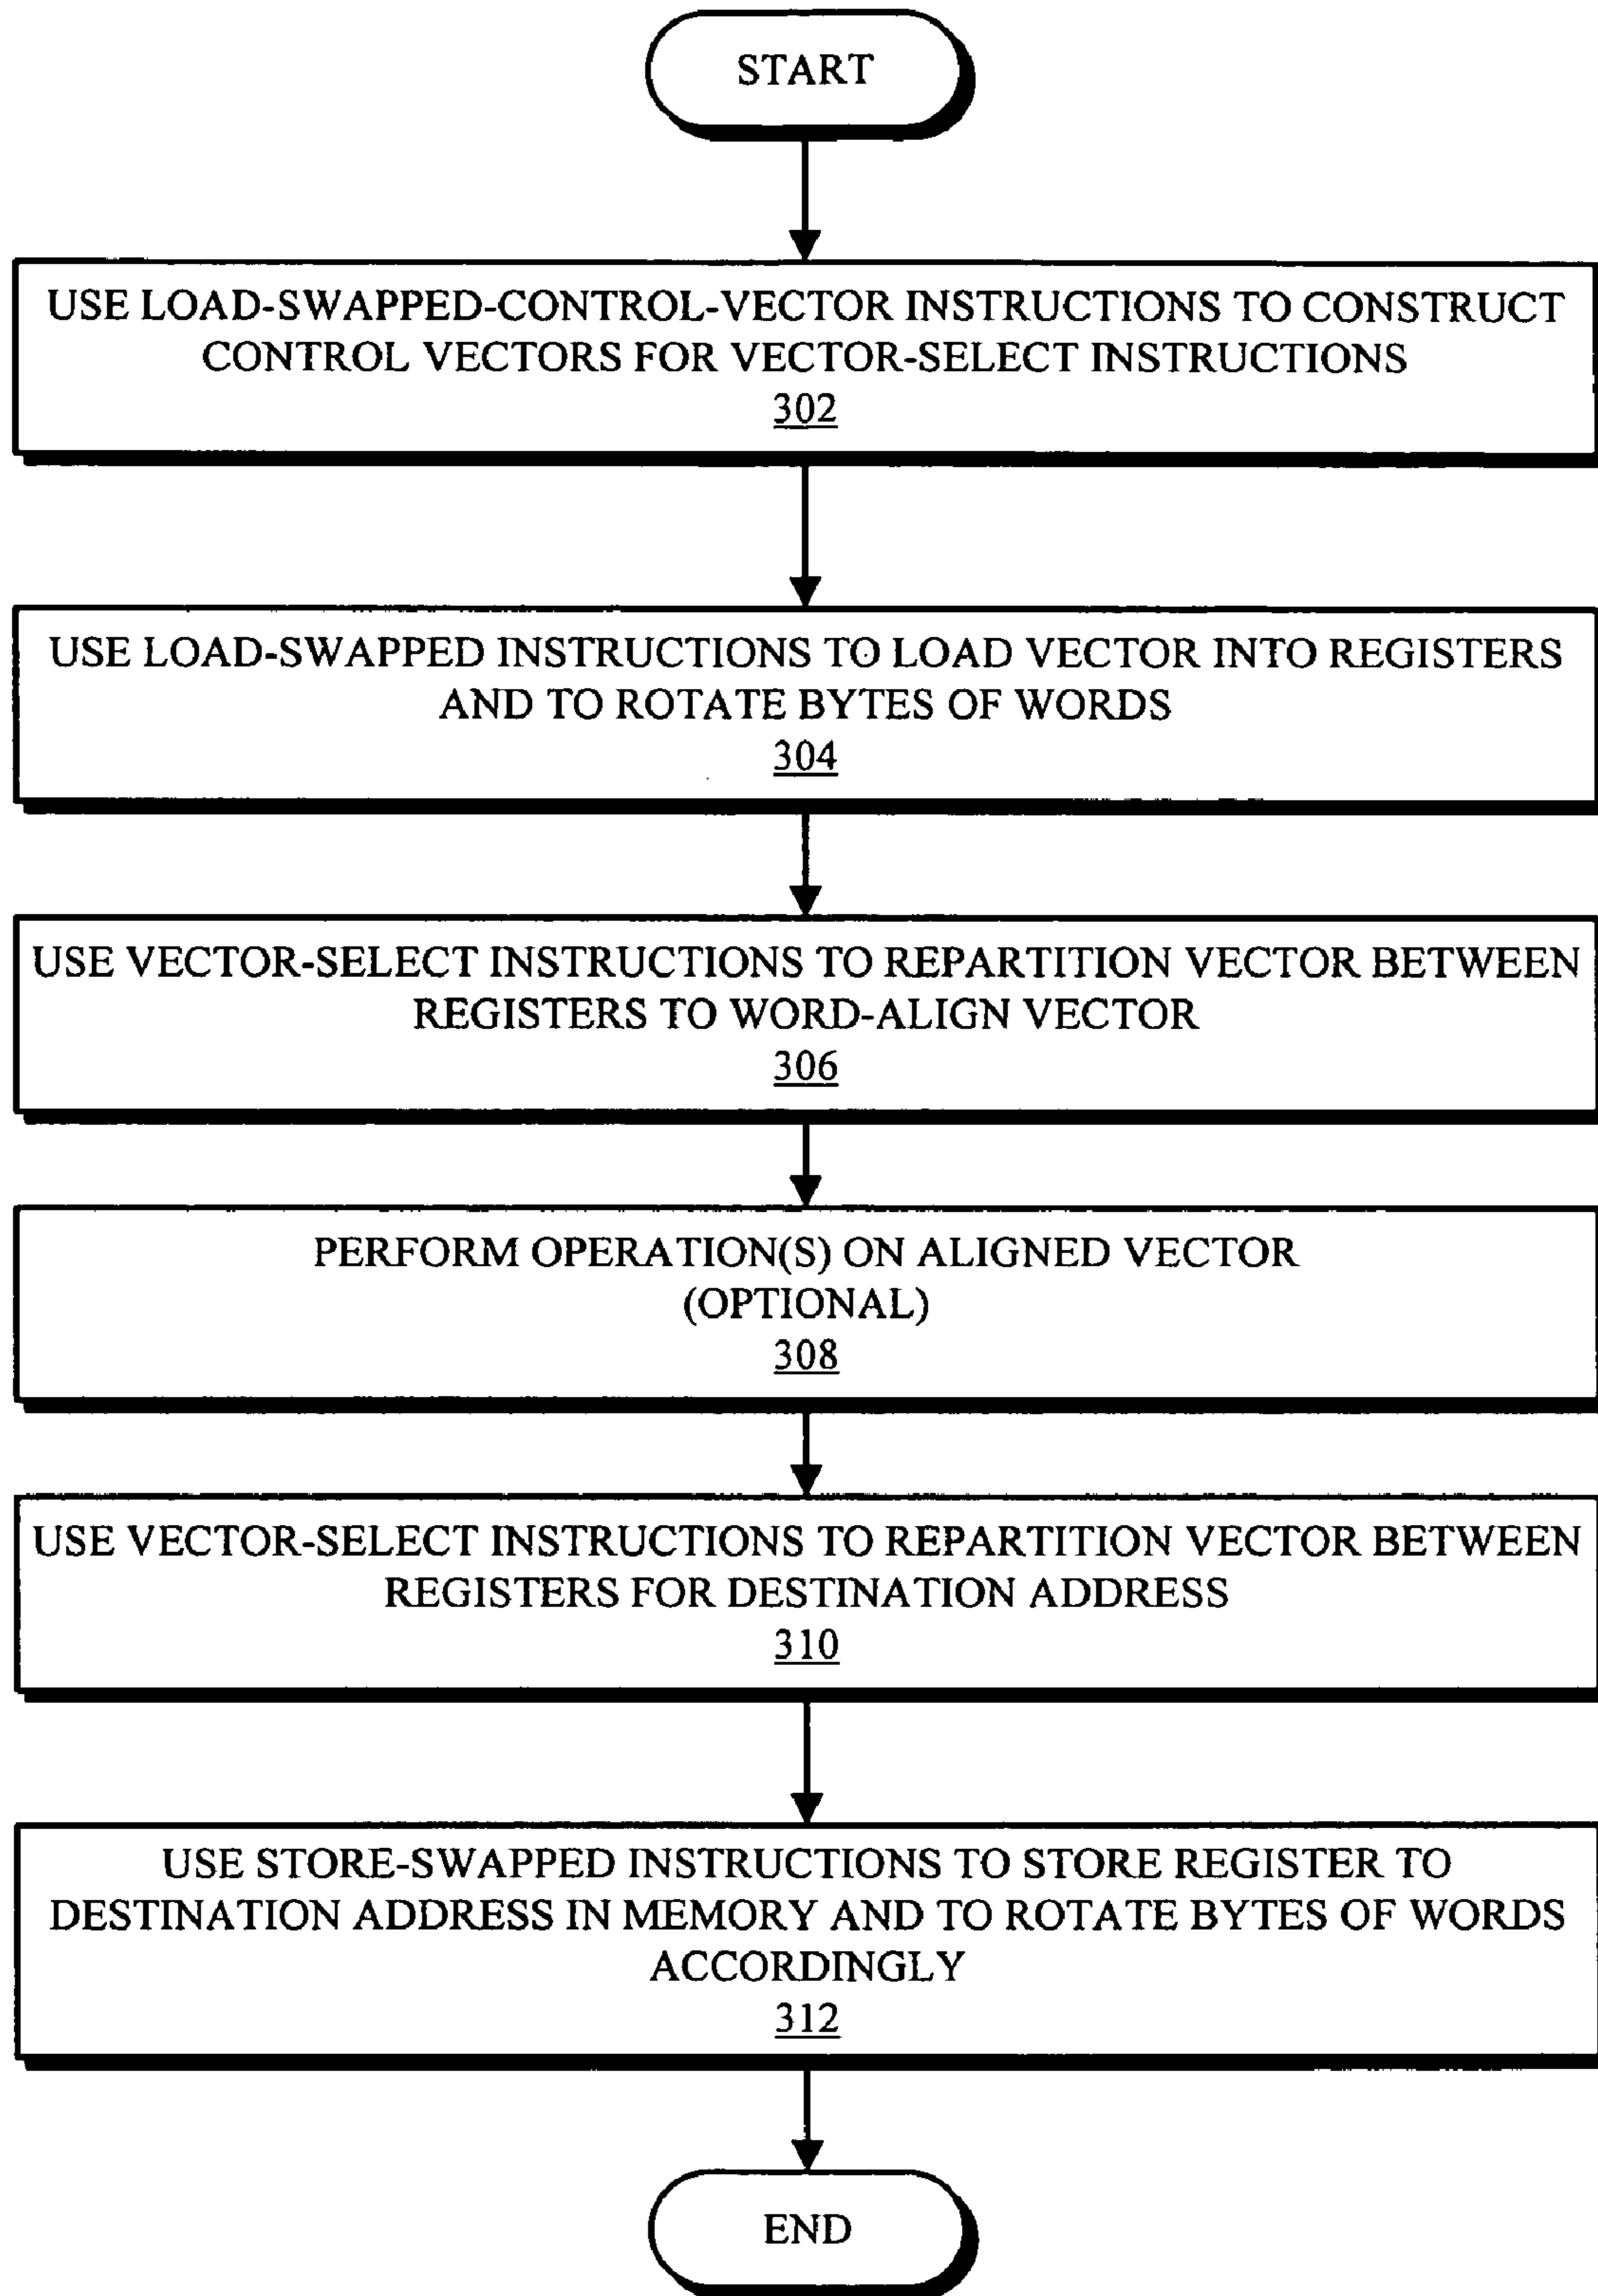 START
USE LOAD-SWAPPED-CONTROL-VECTOR INSTRUCTIONS TO CONSTRUCT
CONTROL VECTORS FOR VECTOR-SELECT INSTRUCTIONS
302
USE LOAD-SWAPPED INSTRUCTIONS TO LOAD VECTOR INTO REGISTERS
AND TO ROTATE BYTES OF WORDS
304
USE VECTOR-SELECT INSTRUCTIONS TO REPARTITION VECTOR BETWEEN
REGISTERS TO WORD-ALIGN VECTOR
306
PERFORM OPERATION(S) ON ALIGNED VECTOR
(OPTIONAL)
308
USE VECTOR-SELECT INSTRUCTIONS TO REPARTITION VECTOR BETWEEN
REGISTERS FOR DESTINATION ADDRESS
310
USE STORE-SWAPPED INSTRUCTIONS TO STORE REGISTER TO
DESTINATION ADDRESS IN MEMORY AND TO ROTATE BYTES OF WORDS
ACCORDINGLY
312
END